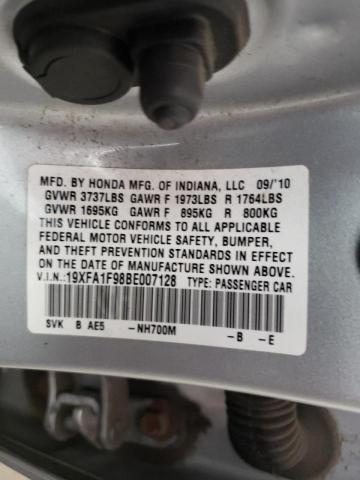 MFD. BY HONDA MFG. OF INDIANA, LLC 09/'10
GVWR 3737LBS GAWR F 1973LBS R 1764LBS
GVWR 1695KG GAWR F 895KG R 800KG
THIS VEHICLE CONFORMS TO ALL APPLICABLE
FEDERAL MOTOR VEHICLE SAFETY, BUMPER,
AND THEFT PREVENTION STANDARDS IN EFFECT
ON THE DATE OF MANUFACTURE SHOWN ABOVE.
V.I.N.:19XFA1F98BE007128 TYPE: PASSENGER CAR
SVK B AE5 -NH700M -B -E